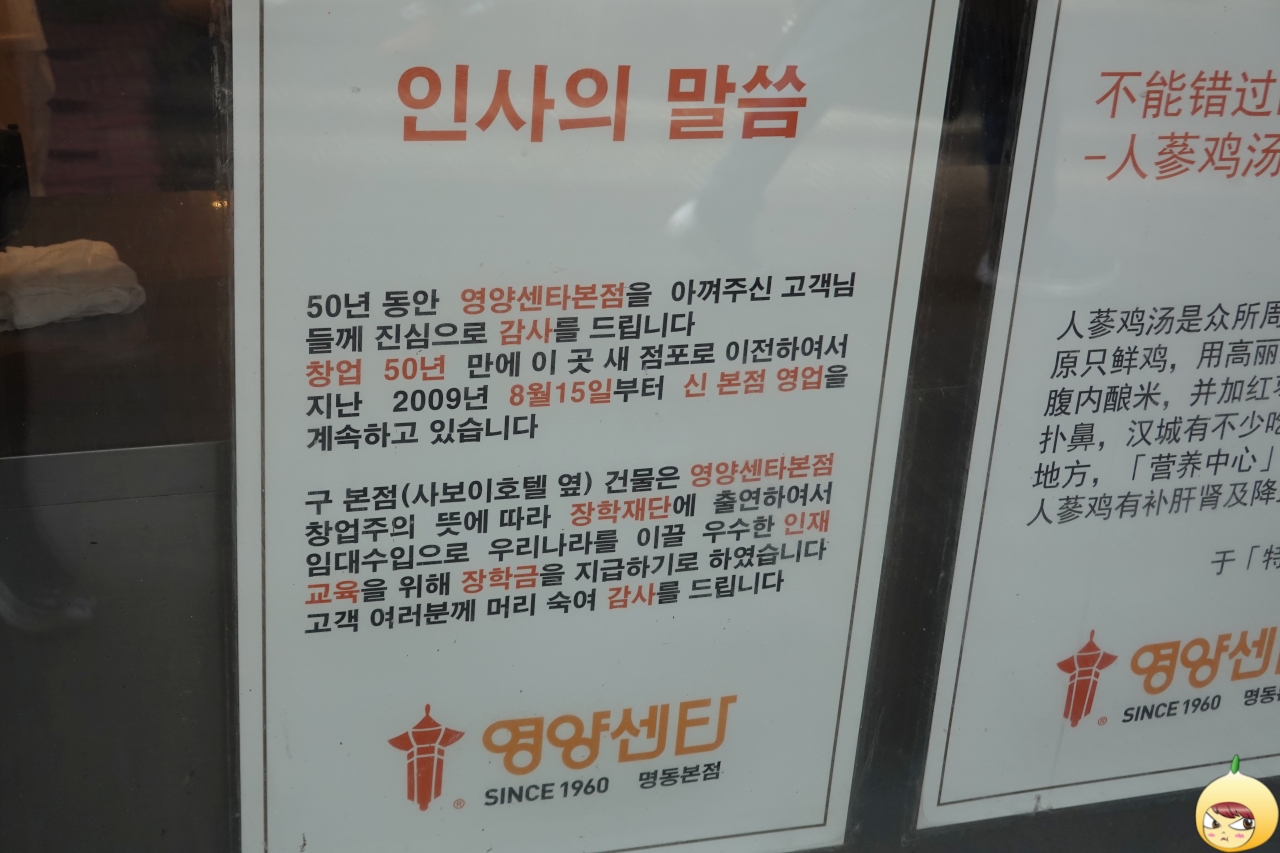 인사의 말씀
50년 동안 영양센타본점을 아껴주신 고객님
들께 진심으로 감사를 드립니다
창업 50년 만에 이 곳 새 점포로 이전하여서
지난 2009년 8월15일부터 신 본점 영업을
계속하고 있습니다
구 본점(사보이호텔 옆) 건물은 영양센타본점
창업주의 뜻에 따라 장학재단에 출연하여서
임대수입으로 우리나라를 이끌 우수한 인재
교육을 위해 장학금을 지급하기로 하였습니다
고객 여러분께 머리 숙여 감사를 드립니다
영양센타
SINCE 1960 명동본점
不能错过
-人蔘鸡汤
人蔘鸡汤是众所周
原只鲜鸡，用高丽
腹内酿米，并加红
扑鼻，汉城有不少吃
地方，「营养中心」
人蔘鸡有补肝肾及降
于「特
영양센
SINCE 1960 명동